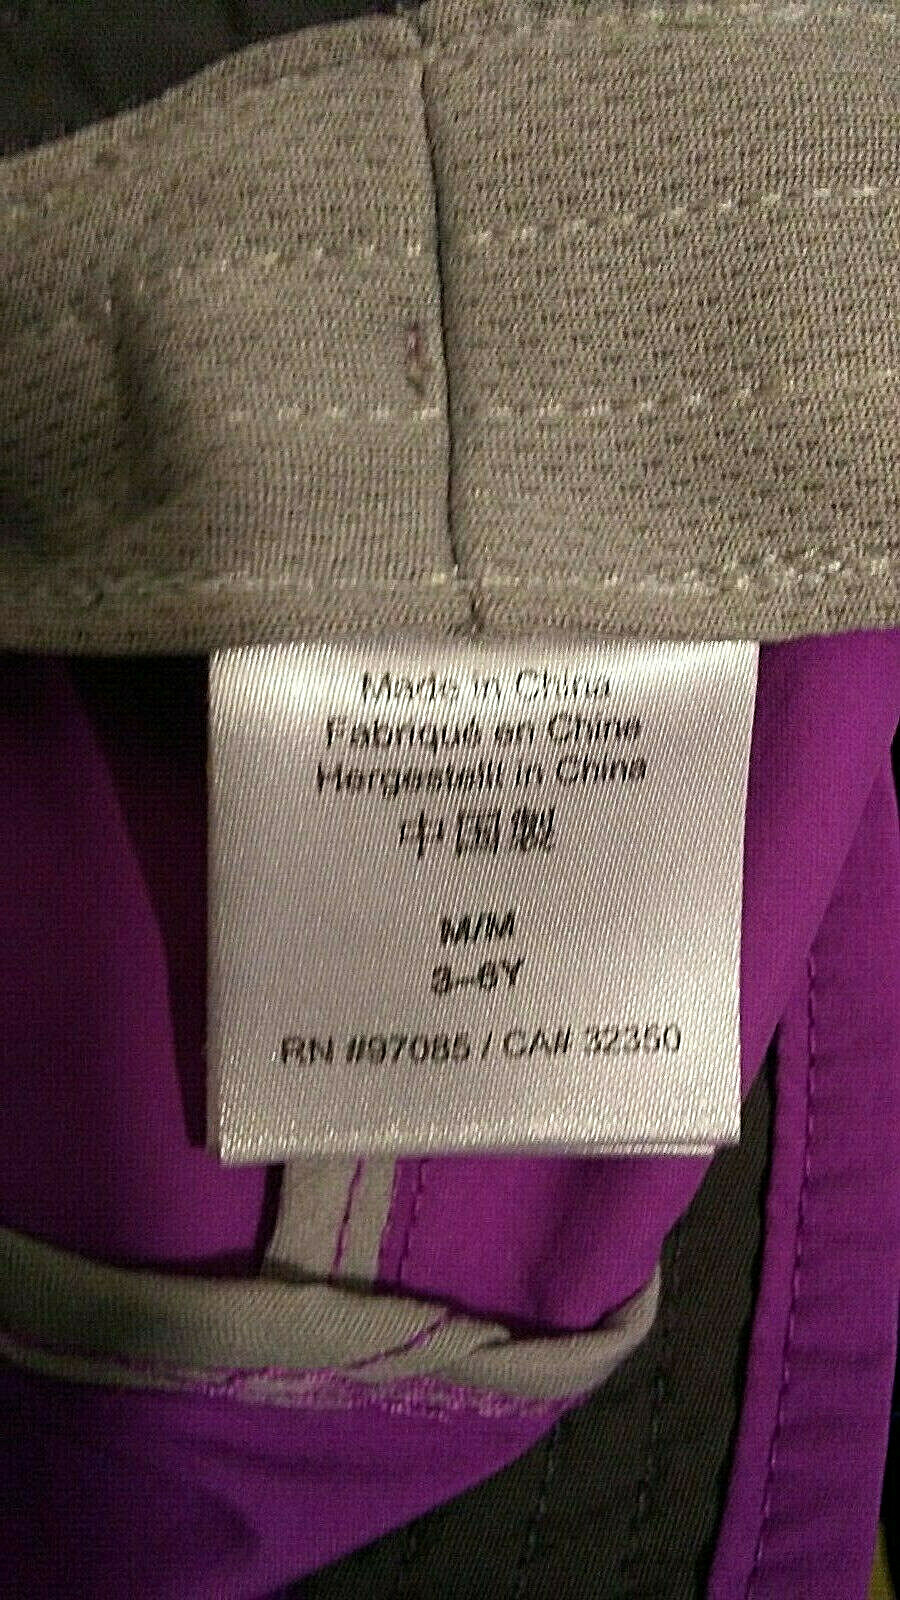 Made in China
Fabriqué en Chine
Hergestellt in China
中国製
M/M
3-6Y
RN #97085 / CA# 32350